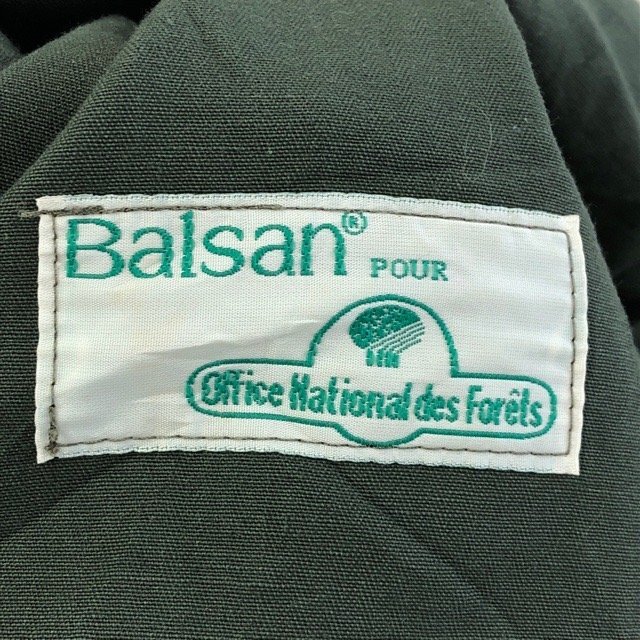 Balsan® POUR
Office National des Forêts